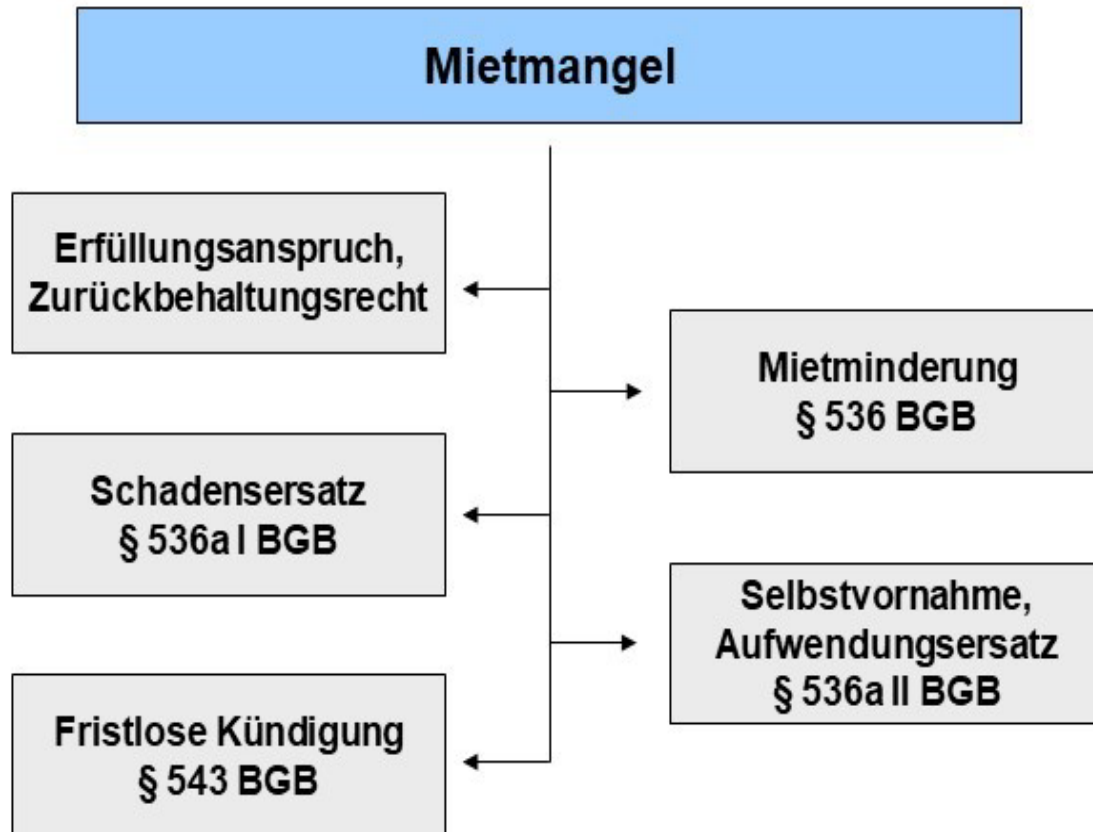 Mietmangel
Erfüllungsanspruch,
Zurückbehaltungsrecht
Mietminderung
§ 536 BGB
Schadensersatz
§ 536a I BGB
Selbstvornahme,
Aufwendungsersatz
§ 536a II BGB
Fristlose Kündigung
§ 543 BGB